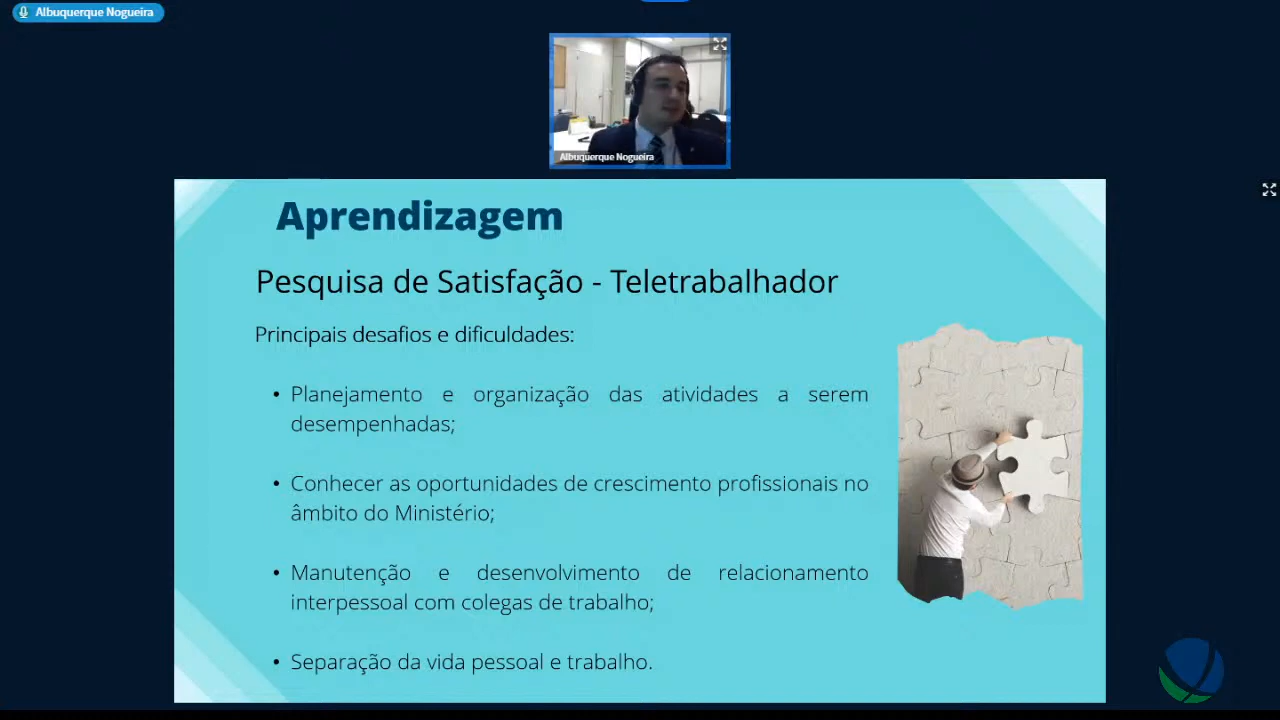 Albuquerque Nogueira
Albuquerque Nogueira
Aprendizagem
Pesquisa de Satisfação - Teletrabalhador
Principais desafios e dificuldades:
• Planejamento e organização das atividades a serem
desempenhadas;
• Conhecer as oportunidades de crescimento profissionais no
âmbito do Ministério;
• Manutenção e desenvolvimento de relacionamento
interpessoal com colegas de trabalho;
• Separação da vida pessoal e trabalho.